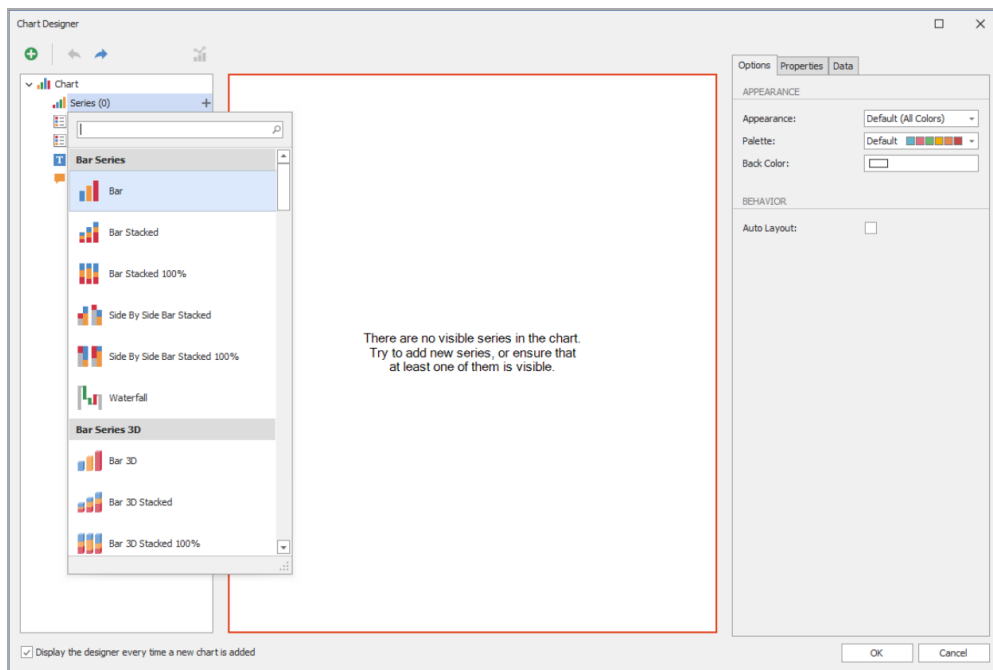 Chart Designer
Options
Properties
Data
Chart
Series (0)
T
Bar Series
Bar
Bar Stacked
Bar Stacked 100%
Side By Side Bar Stacked
Side By Side Bar Stacked 100%
Waterfall
Bar Series 3D
Bar 3D
Bar 3D Stacked
Bar 3D Stacked 100%
There are no visible series in the chart.
Try to add new series, or ensure that
at least one of them is visible.
APPEARANCE
Appearance: Default (All Colors)
Palette: Default
Back Color:
BEHAVIOR
Auto Layout:
Display the designer every time a new chart is added
OK
Cancel